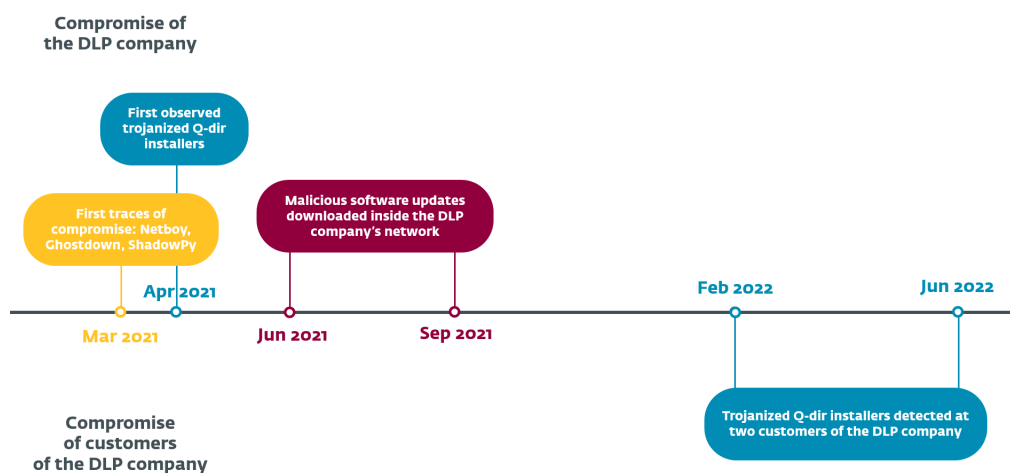 Compromise of
the DLP company
First observed
trojanized Q-dir
installers
First traces of
compromise: Netboy,
Ghostdown, ShadowPy
Malicious software updates
downloaded inside the DLP
company's network
Apr 2021
Feb 2022
Jun 2022
Mar 2021
Jun 2021
Sep 2021
Trojanized Q-dir installers detected at
two customers of the DLP company
Compromise
of customers
of the DLP company